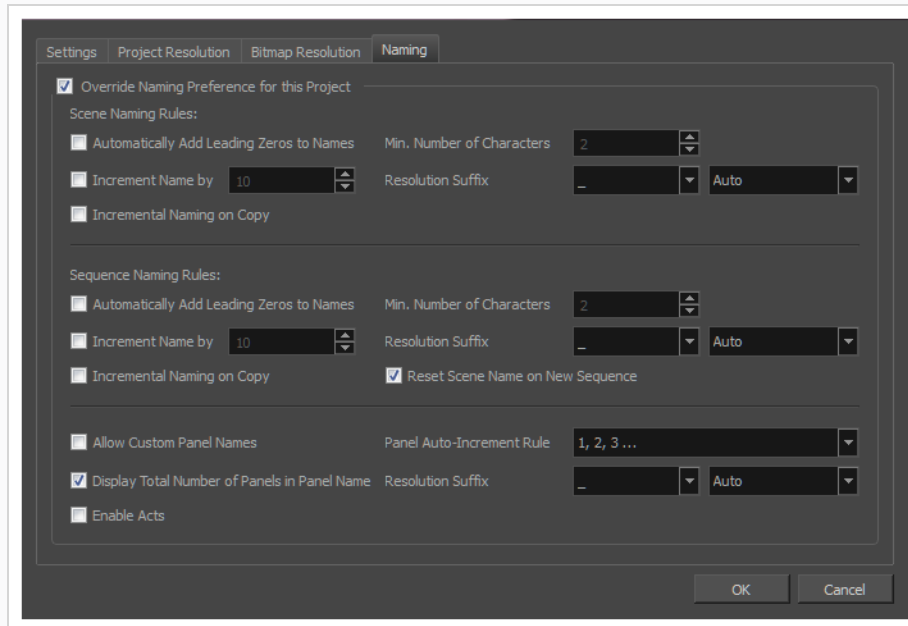 Settings Project Resolution Bitmap Resolution Naming
Override Naming Preference for this Project
Scene Naming Rules:
Automatically Add Leading Zeros to Names Min. Number of Characters 2
Increment Name by 10 Resolution Suffix _ Auto
Incremental Naming on Copy
Sequence Naming Rules:
Automatically Add Leading Zeros to Names Min. Number of Characters 2
Increment Name by 10 Resolution Suffix _ Auto
Incremental Naming on Copy Reset Scene Name on New Sequence
Allow Custom Panel Names Panel Auto-Increment Rule 1, 2, 3 ...
Display Total Number of Panels in Panel Name Resolution Suffix _ Auto
Enable Acts
OK Cancel